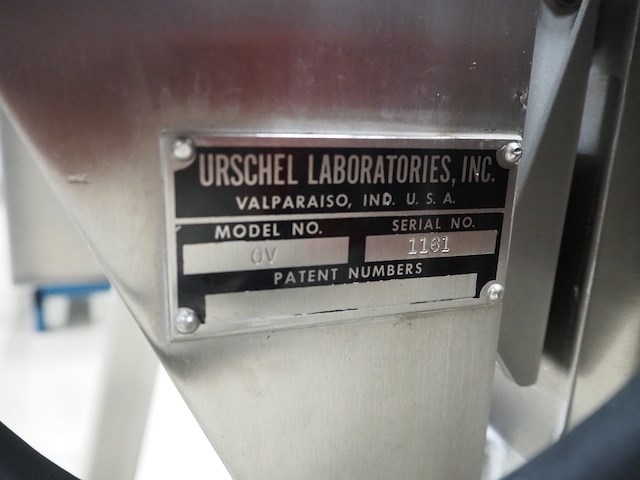 URSCHEL LABORATORIES, INC.
VALPARAISO, IND. U. S. A.
MODEL NO. SERIAL NO.
OV 1161
PATENT NUMBERS